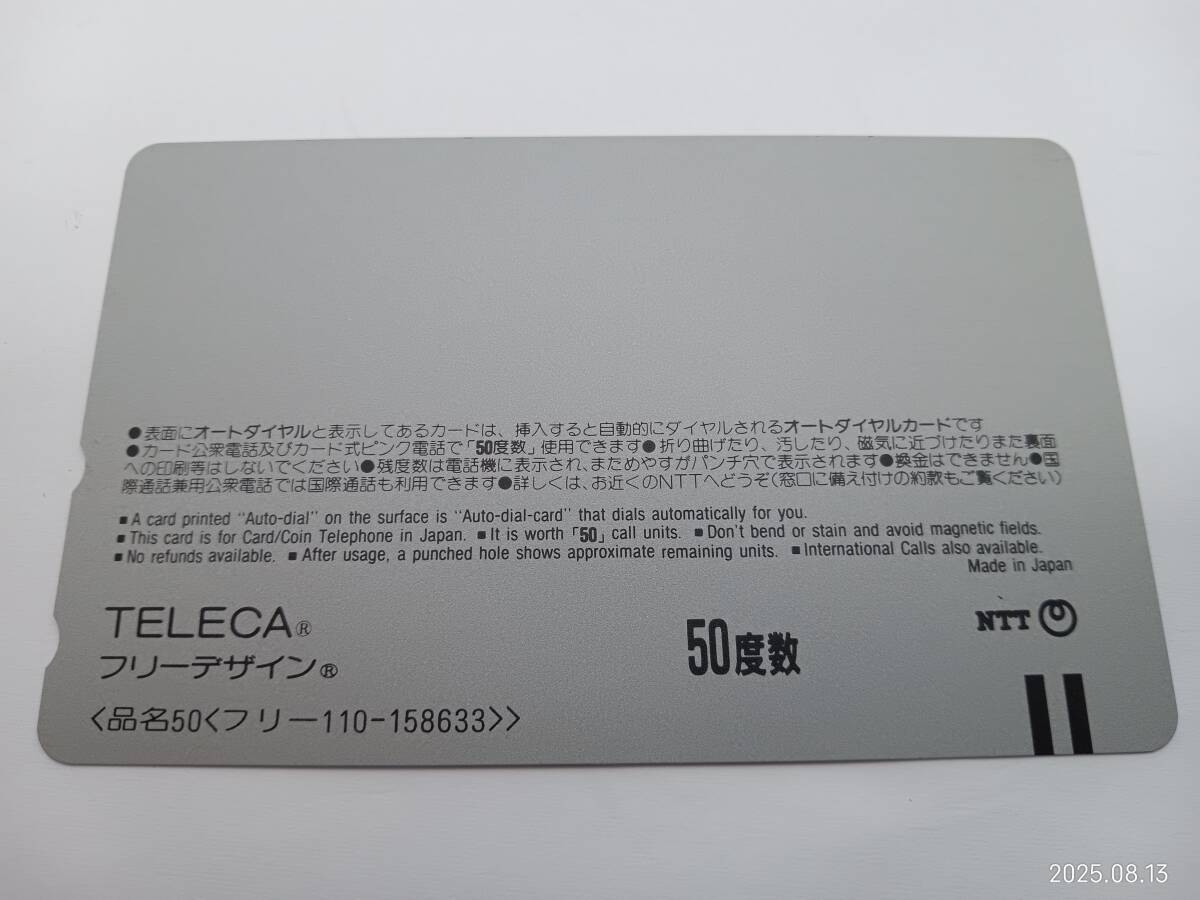 ●表面にオートダイヤルと表示してあるカードは、挿入すると自動的にダイヤルされるオートダイヤルカードです
●カード公衆電話及びカード式ピンク電話で「50度数」使用できます●折り曲げたり、汚したり、磁気に近づけたりまた裏面
への印刷等はしないでください●残度数は電話機に表示され、まためやすがパンチ穴で表示されます●換金はできません●国
際通話兼用公衆電話では国際通話も利用できます●詳しくは、お近くのNTTへどうぞ(窓口に備え付けの約款もご覧ください)
■A card printed "Auto-dial" on the surface is "Auto-dial-card" that dials automatically for you.
■This card is for Card/Coin Telephone in Japan. ■It is worth「50」call units. ■Don't bend or stain and avoid magnetic fields.
■No refunds available. ■After usage, a punched hole shows approximate remaining units. ■International Calls also available.
Made in Japan
TELECA®
フリーデザイン®
50度数
NTT
<品名50<フリー110-158633>>
2025.08.13